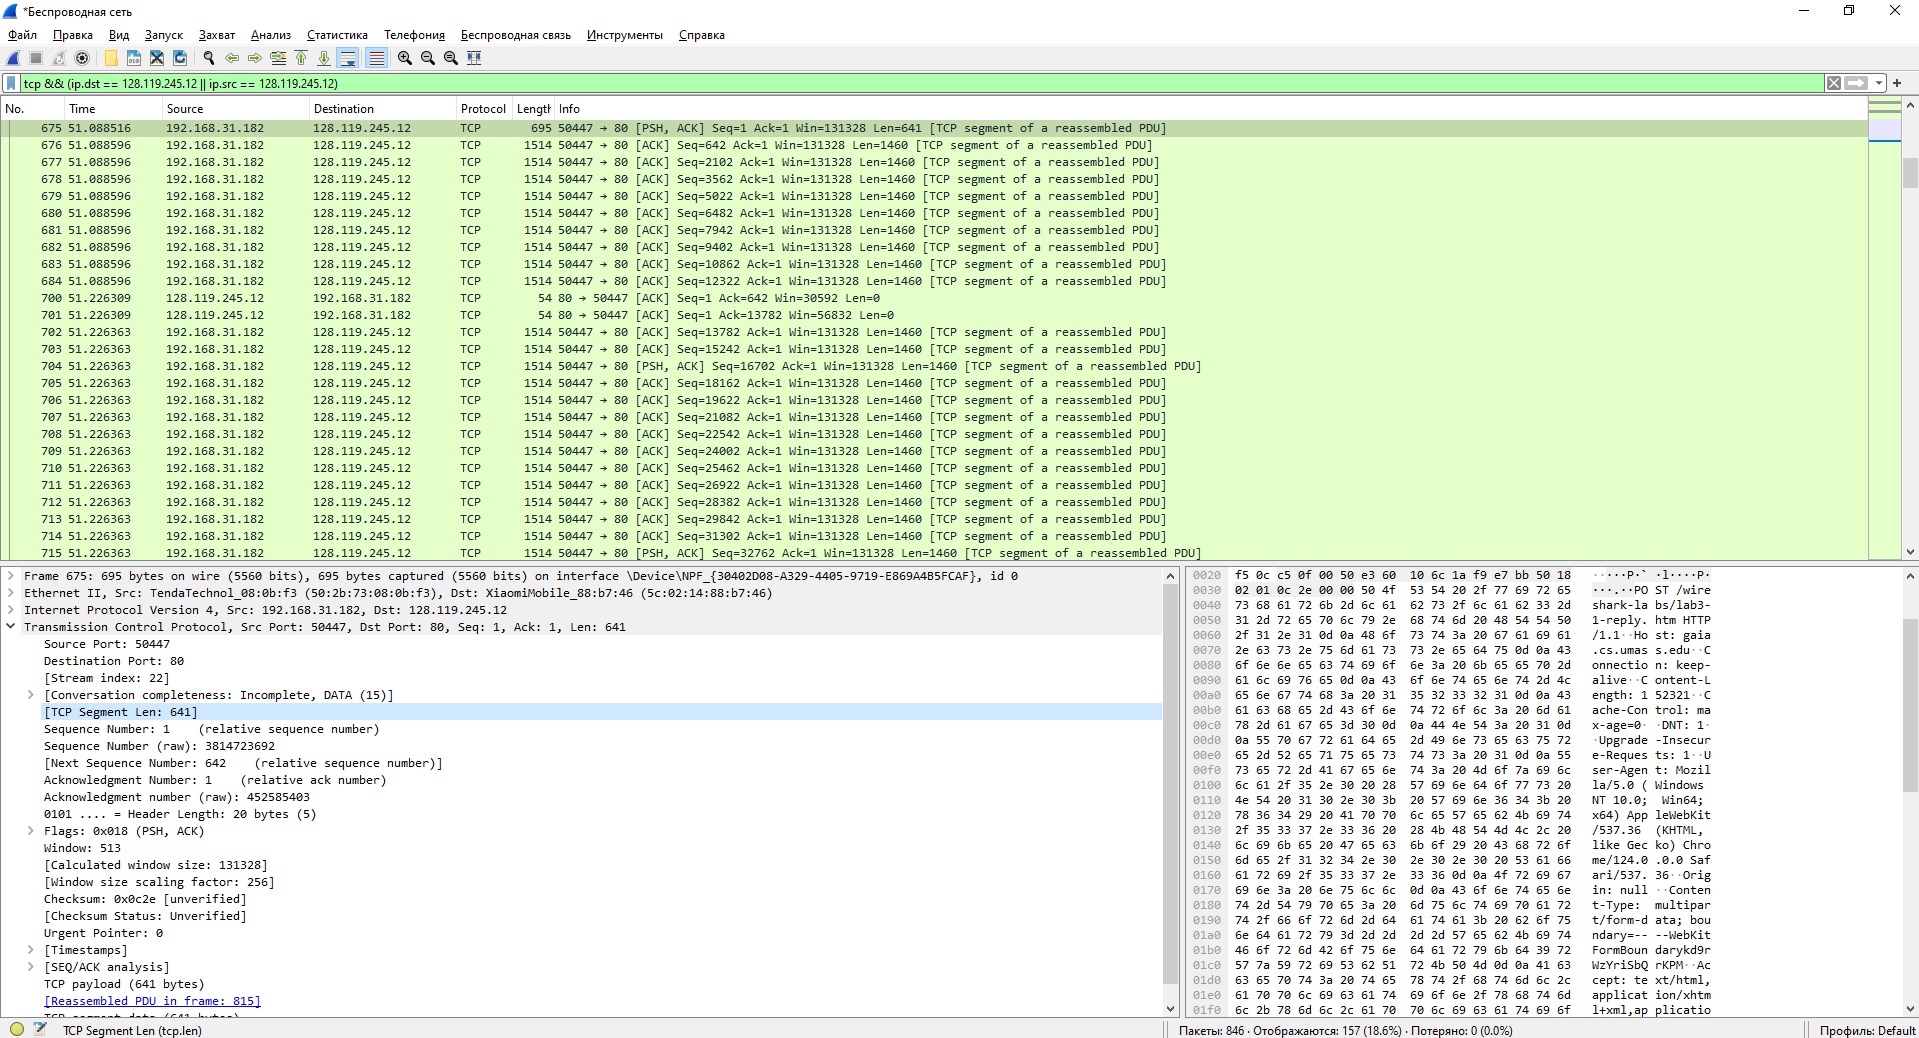 *Беспроводная сеть
Файл Правка Вид Запуск Захват Анализ Статистика Телефония Беспроводная связь Инструменты Справка
tcp && (ip.dst == 128.119.245.12 || ip.src == 128.119.245.12)
No. Time Source Destination Protocol Length Info
675 51.088516 192.168.31.182 128.119.245.12 TCP 695 50447 → 80 [PSH, ACK] Seq=1 Ack=1 Win=131328 Len=641 [TCP segment of a reassembled PDU]
676 51.088596 192.168.31.182 128.119.245.12 TCP 1514 50447 → 80 [ACK] Seq=642 Ack=1 Win=131328 Len=1460 [TCP segment of a reassembled PDU]
677 51.088596 192.168.31.182 128.119.245.12 TCP 1514 50447 → 80 [ACK] Seq=2102 Ack=1 Win=131328 Len=1460 [TCP segment of a reassembled PDU]
678 51.088596 192.168.31.182 128.119.245.12 TCP 1514 50447 → 80 [ACK] Seq=3562 Ack=1 Win=131328 Len=1460 [TCP segment of a reassembled PDU]
679 51.088596 192.168.31.182 128.119.245.12 TCP 1514 50447 → 80 [ACK] Seq=5022 Ack=1 Win=131328 Len=1460 [TCP segment of a reassembled PDU]
680 51.088596 192.168.31.182 128.119.245.12 TCP 1514 50447 → 80 [ACK] Seq=6482 Ack=1 Win=131328 Len=1460 [TCP segment of a reassembled PDU]
681 51.088596 192.168.31.182 128.119.245.12 TCP 1514 50447 → 80 [ACK] Seq=7942 Ack=1 Win=131328 Len=1460 [TCP segment of a reassembled PDU]
682 51.088596 192.168.31.182 128.119.245.12 TCP 1514 50447 → 80 [ACK] Seq=9402 Ack=1 Win=131328 Len=1460 [TCP segment of a reassembled PDU]
683 51.088596 192.168.31.182 128.119.245.12 TCP 1514 50447 → 80 [ACK] Seq=10862 Ack=1 Win=131328 Len=1460 [TCP segment of a reassembled PDU]
684 51.088596 192.168.31.182 128.119.245.12 TCP 1514 50447 → 80 [ACK] Seq=12322 Ack=1 Win=131328 Len=1460 [TCP segment of a reassembled PDU]
700 51.226309 128.119.245.12 192.168.31.182 TCP 54 80 → 50447 [ACK] Seq=1 Ack=642 Win=30592 Len=0
701 51.226309 128.119.245.12 192.168.31.182 TCP 54 80 → 50447 [ACK] Seq=1 Ack=13782 Win=56832 Len=0
702 51.226363 192.168.31.182 128.119.245.12 TCP 1514 50447 → 80 [ACK] Seq=13782 Ack=1 Win=131328 Len=1460 [TCP segment of a reassembled PDU]
703 51.226363 192.168.31.182 128.119.245.12 TCP 1514 50447 → 80 [ACK] Seq=15242 Ack=1 Win=131328 Len=1460 [TCP segment of a reassembled PDU]
704 51.226363 192.168.31.182 128.119.245.12 TCP 1514 50447 → 80 [PSH, ACK] Seq=16702 Ack=1 Win=131328 Len=1460 [TCP segment of a reassembled PDU]
705 51.226363 192.168.31.182 128.119.245.12 TCP 1514 50447 → 80 [ACK] Seq=18162 Ack=1 Win=131328 Len=1460 [TCP segment of a reassembled PDU]
706 51.226363 192.168.31.182 128.119.245.12 TCP 1514 50447 → 80 [ACK] Seq=19622 Ack=1 Win=131328 Len=1460 [TCP segment of a reassembled PDU]
707 51.226363 192.168.31.182 128.119.245.12 TCP 1514 50447 → 80 [ACK] Seq=21082 Ack=1 Win=131328 Len=1460 [TCP segment of a reassembled PDU]
708 51.226363 192.168.31.182 128.119.245.12 TCP 1514 50447 → 80 [ACK] Seq=22542 Ack=1 Win=131328 Len=1460 [TCP segment of a reassembled PDU]
709 51.226363 192.168.31.182 128.119.245.12 TCP 1514 50447 → 80 [ACK] Seq=24002 Ack=1 Win=131328 Len=1460 [TCP segment of a reassembled PDU]
710 51.226363 192.168.31.182 128.119.245.12 TCP 1514 50447 → 80 [ACK] Seq=25462 Ack=1 Win=131328 Len=1460 [TCP segment of a reassembled PDU]
711 51.226363 192.168.31.182 128.119.245.12 TCP 1514 50447 → 80 [ACK] Seq=26922 Ack=1 Win=131328 Len=1460 [TCP segment of a reassembled PDU]
712 51.226363 192.168.31.182 128.119.245.12 TCP 1514 50447 → 80 [ACK] Seq=28382 Ack=1 Win=131328 Len=1460 [TCP segment of a reassembled PDU]
713 51.226363 192.168.31.182 128.119.245.12 TCP 1514 50447 → 80 [ACK] Seq=29842 Ack=1 Win=131328 Len=1460 [TCP segment of a reassembled PDU]
714 51.226363 192.168.31.182 128.119.245.12 TCP 1514 50447 → 80 [ACK] Seq=31302 Ack=1 Win=131328 Len=1460 [TCP segment of a reassembled PDU]
715 51.226363 192.168.31.182 128.119.245.12 TCP 1514 50447 → 80 [PSH, ACK] Seq=32762 Ack=1 Win=131328 Len=1460 [TCP segment of a reassembled PDU]
Frame 675: 695 bytes on wire (5560 bits), 695 bytes captured (5560 bits) on interface \Device\NPF_{30402D08-A329-4405-9719-E869A4B5FCAF}, id 0
Ethernet II, Src: TendaTechnol_08:0b:f3 (50:2b:73:08:0b:f3), Dst: XiaomiMobile_88:b7:46 (5c:02:14:88:b7:46)
Internet Protocol Version 4, Src: 192.168.31.182, Dst: 128.119.245.12
Transmission Control Protocol, Src Port: 50447, Dst Port: 80, Seq: 1, Ack: 1, Len: 641
Source Port: 50447
Destination Port: 80
[Stream index: 22]
[Conversation completeness: Incomplete, DATA (15)]
[TCP Segment Len: 641]
Sequence Number: 1 (relative sequence number)
Sequence Number (raw): 3814723692
[Next Sequence Number: 642 (relative sequence number)]
Acknowledgment Number: 1 (relative ack number)
Acknowledgment number (raw): 452585403
0101 .... = Header Length: 20 bytes (5)
Flags: 0x018 (PSH, ACK)
Window: 513
[Calculated window size: 131328]
[Window size scaling factor: 256]
Checksum: 0x0c2e [unverified]
[Checksum Status: Unverified]
Urgent Pointer: 0
[Timestamps]
[SEQ/ACK analysis]
TCP payload (641 bytes)
[Reassembled PDU in frame: 815]
TCP segment data (641 bytes)
0020 f5 0c c5 0f 00 50 e3 60 10 6c 1a f9 e7 bb 50 18 ·····P·` ·l····P·
0030 02 01 0c 2e 00 00 50 4f 53 54 20 2f 77 69 72 65 ···.··PO ST /wire
0040 73 68 61 72 6b 2d 6c 61 62 73 2f 6c 61 62 33 2d shark-la bs/lab3-
0050 31 2d 72 65 70 6c 79 2e 68 74 6d 20 48 54 54 50 1-reply. htm HTTP
0060 2f 31 2e 31 0d 0a 48 6f 73 74 3a 20 67 61 69 61 /1.1··Ho st: gaia
0070 2e 63 73 2e 75 6d 61 73 73 2e 65 64 75 0d 0a 43 .cs.umas s.edu··C
0080 6f 6e 6e 65 63 74 69 6f 6e 3a 20 6b 65 65 70 2d onnectio n: keep-
0090 61 6c 69 76 65 0d 0a 43 6f 6e 74 65 6e 74 2d 4c alive··C ontent-L
00a0 65 6e 67 74 68 3a 20 31 35 32 33 32 31 0d 0a 43 ength: 1 52321··C
00b0 61 63 68 65 2d 43 6f 6e 74 72 6f 6c 3a 20 6d 61 ache-Con trol: ma
00c0 78 2d 61 67 65 3d 30 0d 0a 44 4e 54 3a 20 31 0d x-age=0· ·DNT: 1·
00d0 0a 55 70 67 72 61 64 65 2d 49 6e 73 65 63 75 72 ·Upgrade -Insecur
00e0 65 2d 52 65 71 75 65 73 74 73 3a 20 31 0d 0a 55 e-Reques ts: 1··U
00f0 73 65 72 2d 41 67 65 6e 74 3a 20 4d 6f 7a 69 6c ser-Agen t: Mozil
0100 6c 61 2f 35 2e 30 20 28 57 69 6e 64 6f 77 73 20 la/5.0 ( Windows
0110 4e 54 20 31 30 2e 30 3b 20 57 69 6e 36 34 3b 20 NT 10.0; Win64;
0120 78 36 34 29 20 41 70 70 6c 65 57 65 62 4b 69 74 x64) App leWebKit
0130 2f 35 33 37 2e 33 36 20 28 4b 48 54 4d 4c 2c 20 /537.36 (KHTML,
0140 6c 69 6b 65 20 47 65 63 6b 6f 29 20 43 68 72 6f like Gec ko) Chro
0150 6d 65 2f 31 32 34 2e 30 2e 30 2e 30 20 53 61 66 me/124.0 .0.0 Saf
0160 61 72 69 2f 35 33 37 2e 33 36 0d 0a 4f 72 69 67 ari/537. 36··Orig
0170 69 6e 3a 20 6e 75 6c 6c 0d 0a 43 6f 6e 74 65 6e in: null ··Conten
0180 74 2d 54 79 70 65 3a 20 6d 75 6c 74 69 70 61 72 t-Type:  multipar
0190 74 2f 66 6f 72 6d 2d 64 61 74 61 3b 20 62 6f 75 t/form-d ata; bou
01a0 6e 64 61 72 79 3d 2d 2d 2d 2d 57 65 62 4b 69 74 ndary=-- --WebKit
01b0 46 6f 72 6d 42 6f 75 6e 64 61 72 79 6b 64 39 72 FormBoun darykd9r
01c0 57 7a 59 72 69 53 62 51 72 4b 50 4d 0d 0a 41 63 WzYriSbQ rKPM··Ac
01d0 63 65 70 74 3a 20 74 65 78 74 2f 68 74 6d 6c 2c cept: te xt/html,
01e0 61 70 70 6c 69 63 61 74 69 6f 6e 2f 78 68 74 6d applicat ion/xhtm
01f0 6c 2b 78 6d 6c 2c 61 70 70 6c 69 63 61 74 69 6f l+xml,ap plicatio
TCP Segment Len (tcp.len)
Пакеты: 846 · Отображаются: 157 (18.6%) · Потеряно: 0 (0.0%)
Профиль: Default